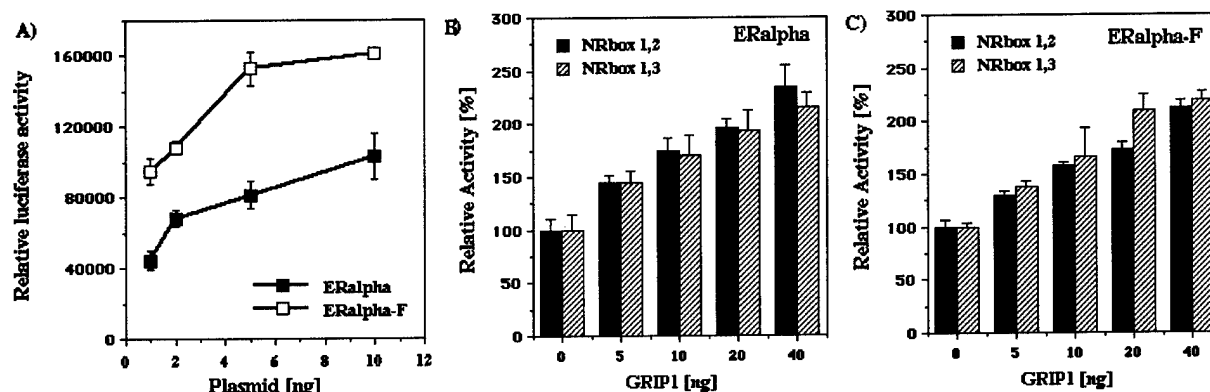 A)
Relative luciferase activity
160000
120000
80000
40000
0
0 2 4 6 8 10 12
Plasmid [ng]
ERalpha
ERalpha-F
B)
Relative Activity [%]
300
250
200
150
100
50
0
NRbox 1,2
NRbox 1,3
ERalpha
0 5 10 20 40
GRIP1 [ng]
C)
Relative Activity [%]
300
250
200
150
100
50
0
NRbox 1,2
NRbox 1,3
ERalpha-F
0 5 10 20 40
GRIP1 [ng]